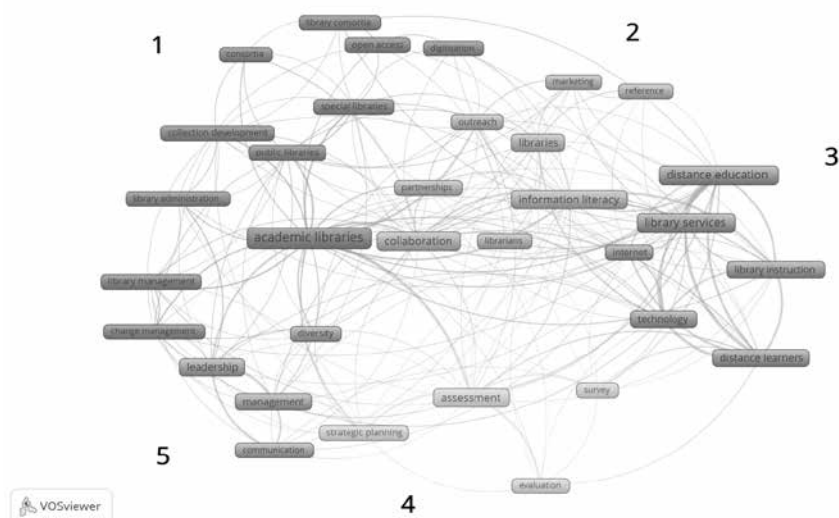 library consortia
1
2
open access
digitisation
consortia
marketing
reference
special libraries
outreach
collection development
libraries
public libraries
3
distance education
partnerships
library administration
information literacy
library services
academic libraries
collaboration
librarians
internet
library instruction
library management
technology
change management
diversity
distance learners
leadership
survey
assessment
management
strategic planning
communication
5
evaluation
4
VOSviewer